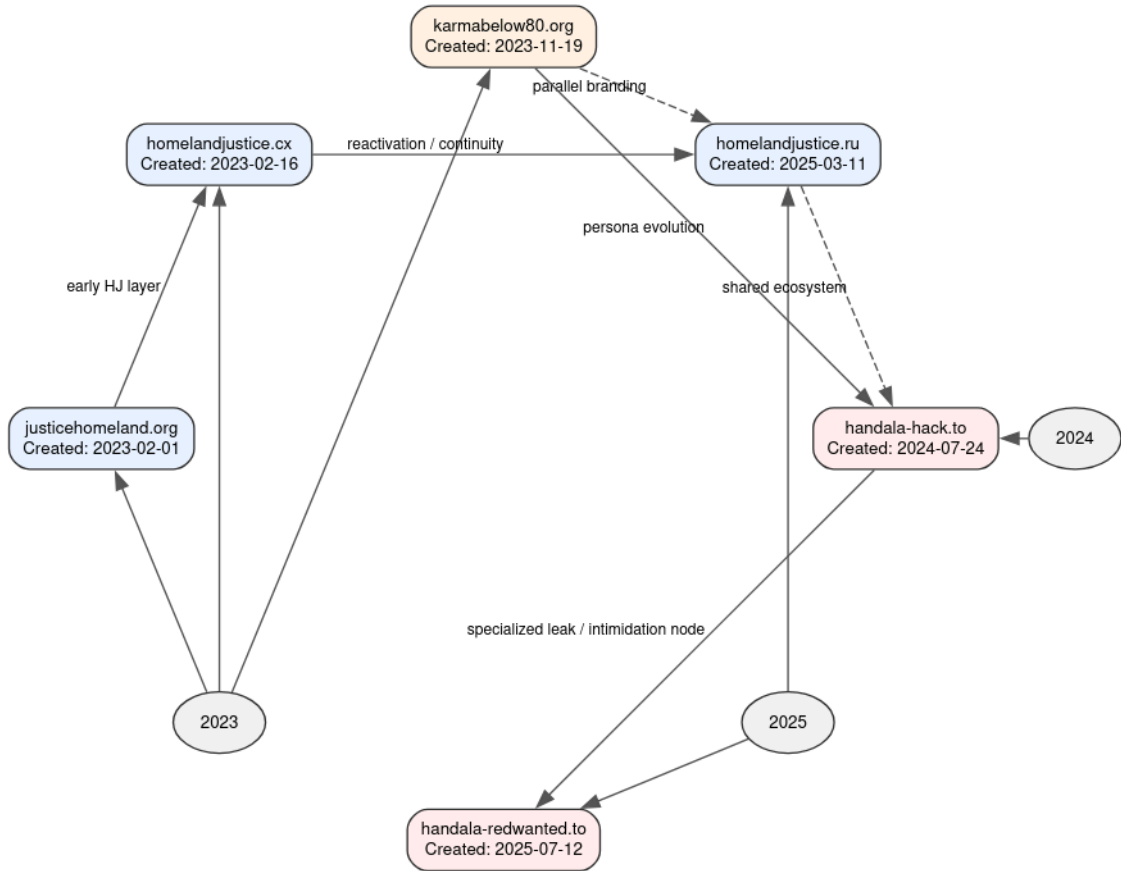 karmabelow80.org
Created: 2023-11-19
parallel branding
homelandjustice.cx
Created: 2023-02-16
reactivation / continuity
homelandjustice.ru
Created: 2025-03-11
persona evolution
early HJ layer
shared ecosystem
justicehomeland.org
Created: 2023-02-01
handala-hack.to
Created: 2024-07-24
2024
specialized leak / intimidation node
2023
2025
handala-redwanted.to
Created: 2025-07-12